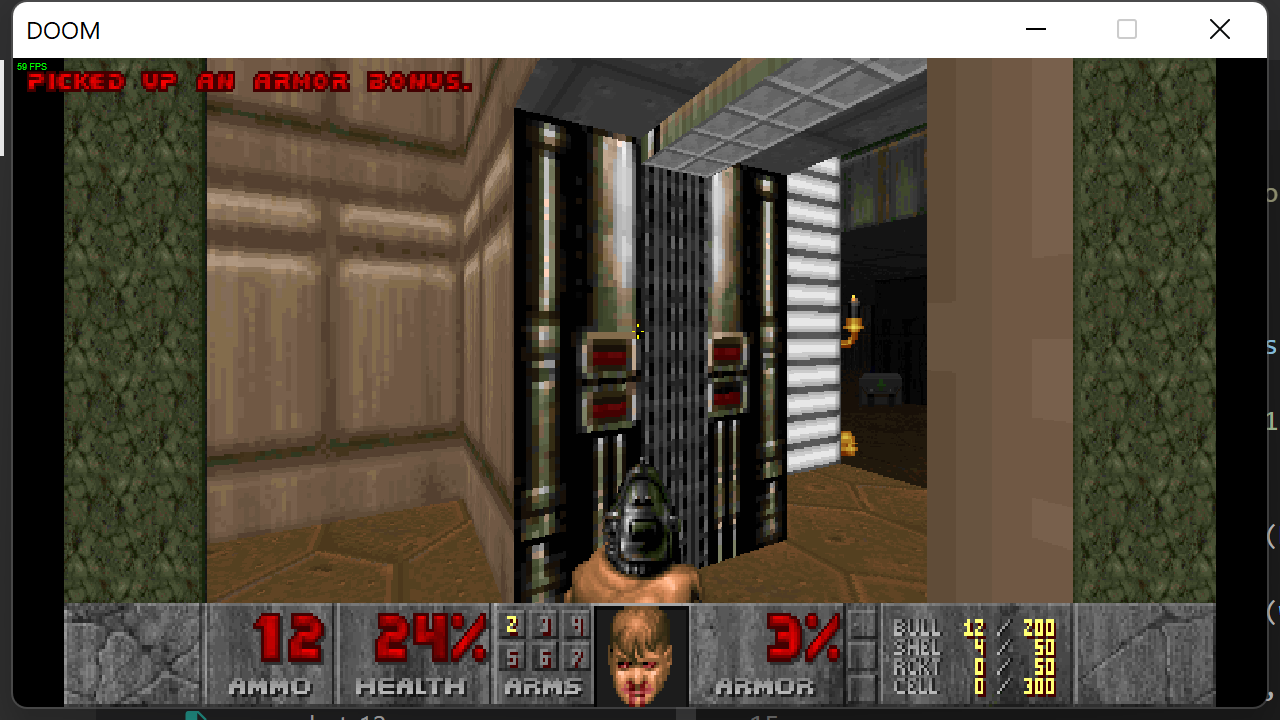 DOOM
59 FPS
PICKED UP AN ARMOR BONUS.
12
AMMO
24%
HEALTH
2 3 4
5 6 7
ARMS
3%
ARMOR
BULL 12 / 200
SHEL 4 / 50
RCKT 0 / 50
CELL 0 / 300